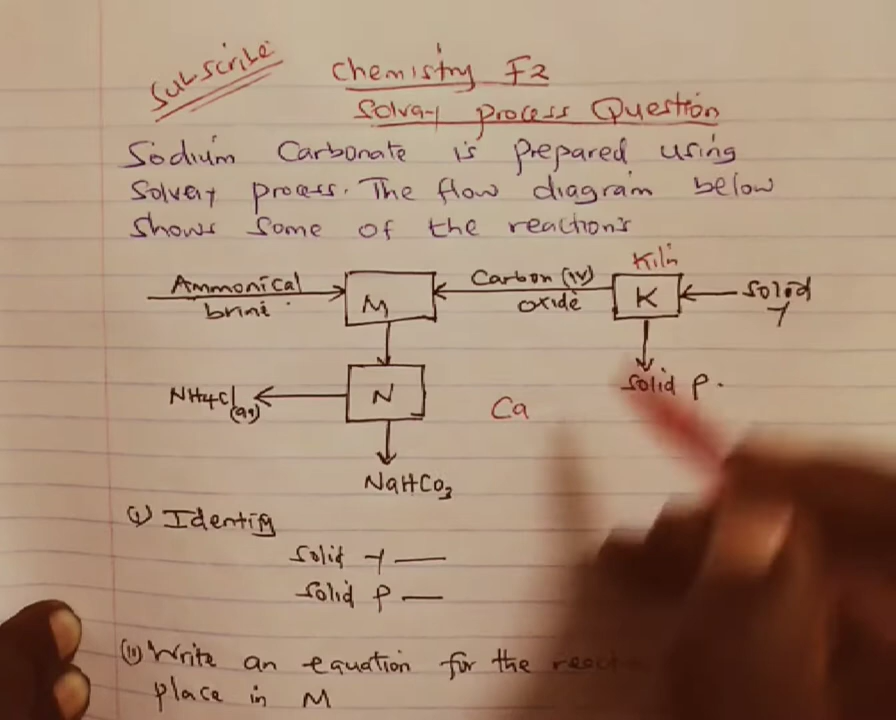 Subscribe
Chemistry F2
Solvay process Question
Sodium Carbonate is prepared using
Solvay process. The flow diagram below
shows some of the reactions
Kiln
Ammonical brine
M
Carbon (iv) oxide
K
Solid Y
Solid P.
NH4Cl(aq)
N
Ca
NaHCO3
(i) Identify
Solid Y —
Solid P —
(ii) Write an equation for the
place in M